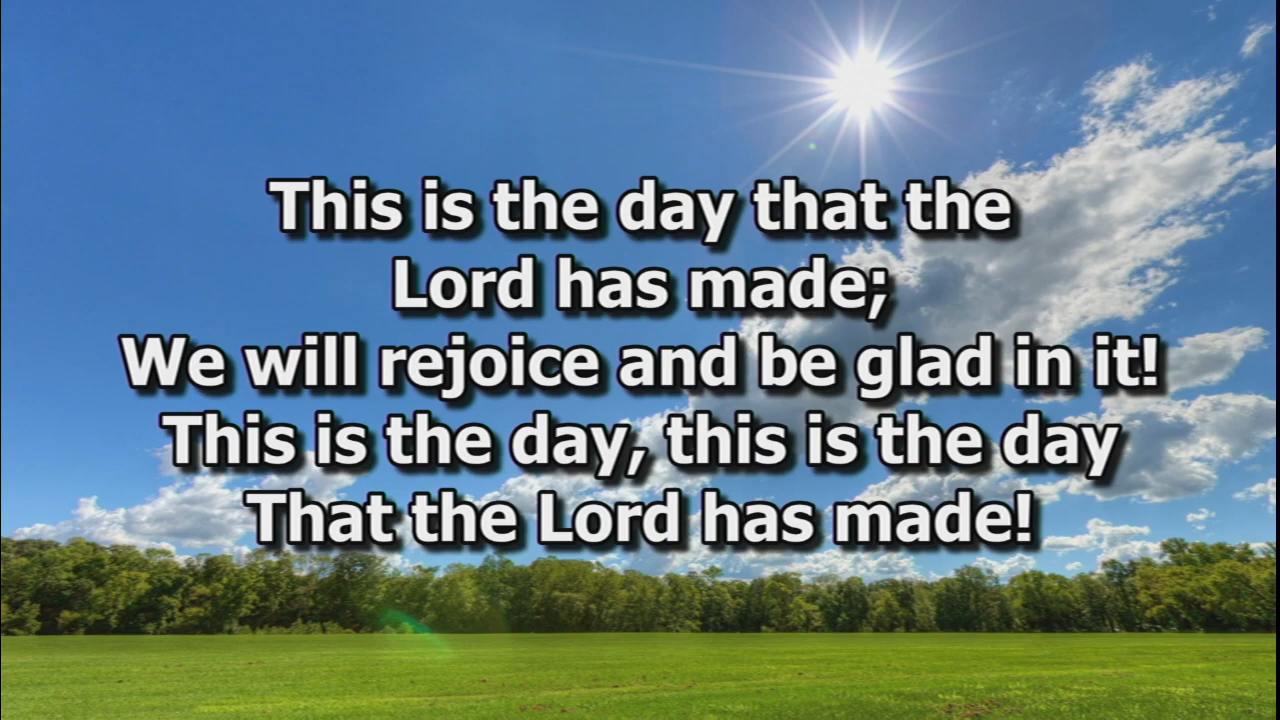 This is the day that the
Lord has made;
We will rejoice and be glad in it!
This is the day, this is the day
That the Lord has made!